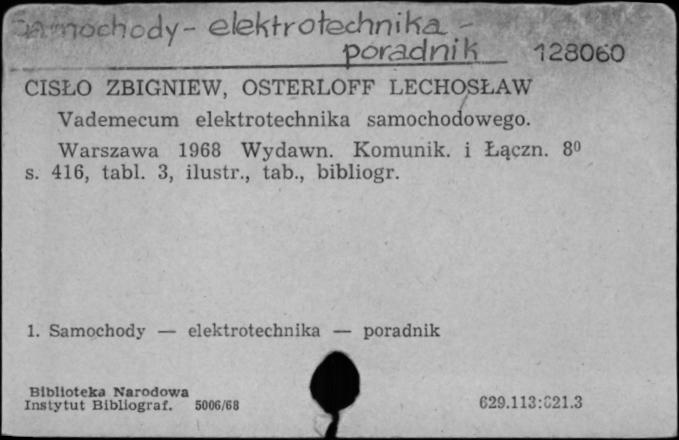 Samochody - elektrotechnika -
poradnik 128060
CISŁO ZBIGNIEW, OSTERLOFF LECHOSŁAW
Vademecum elektrotechnika samochodowego.
Warszawa 1968 Wydawn. Komunik. i Łączn. 8⁰
s. 416, tabl. 3, ilustr., tab., bibliogr.
1. Samochody — elektrotechnika — poradnik
Biblioteka Narodowa
Instytut Bibliograf. 5006/68 629.113:621.3